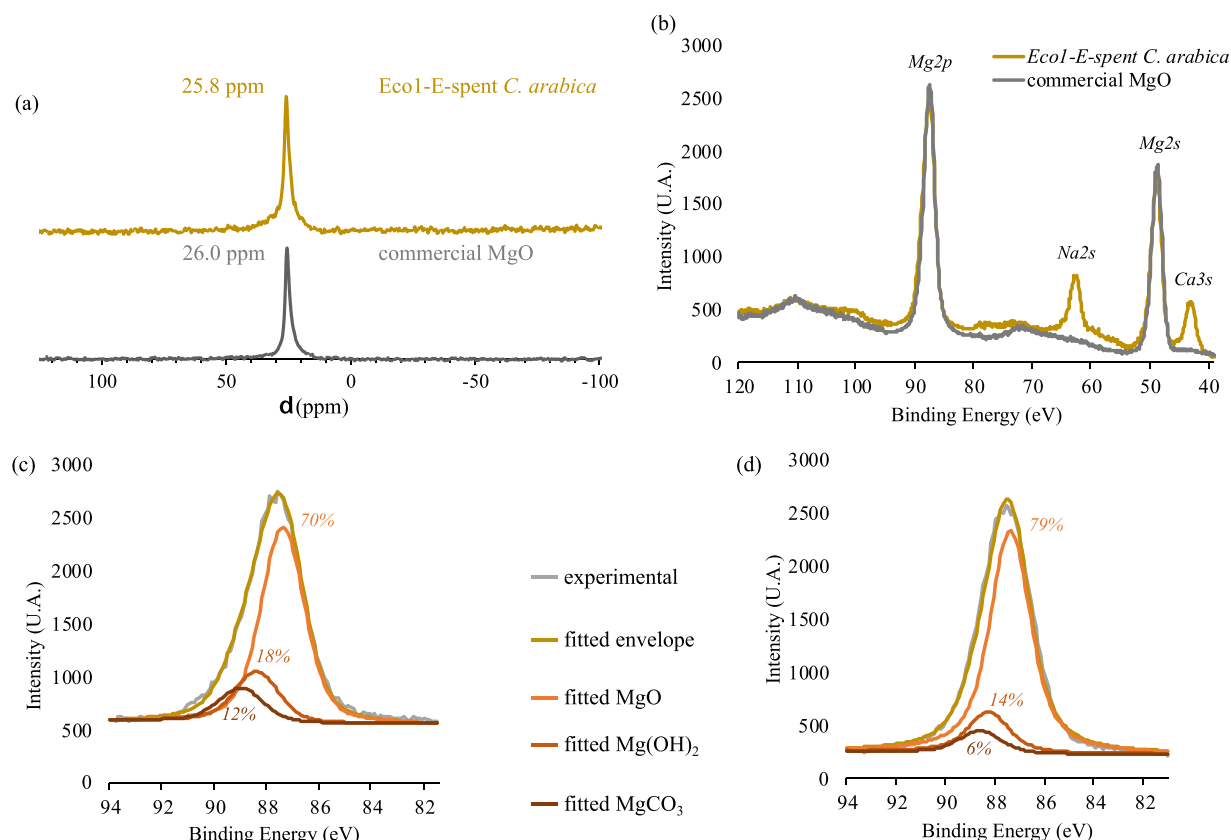 (a)
25.8 ppm
Eco1-E-spent C. arabica
26.0 ppm
commercial MgO
100
50
0
-50
-100
d (ppm)
(b)
Intensity (U.A.)
3000
2500
2000
1500
1000
500
0
Mg2p
Na2s
Mg2s
Ca3s
Eco1-E-spent C. arabica
commercial MgO
120
110
100
90
80
70
60
50
40
Binding Energy (eV)
(c)
Intensity (U.A.)
3000
2500
2000
1500
1000
500
0
70%
18%
12%
94
92
90
88
86
84
82
Binding Energy (eV)
experimental
fitted envelope
fitted MgO
fitted Mg(OH)2
fitted MgCO3
(d)
Intensity (U.A.)
3000
2500
2000
1500
1000
500
0
79%
14%
6%
94
92
90
88
86
84
82
Binding Energy (eV)